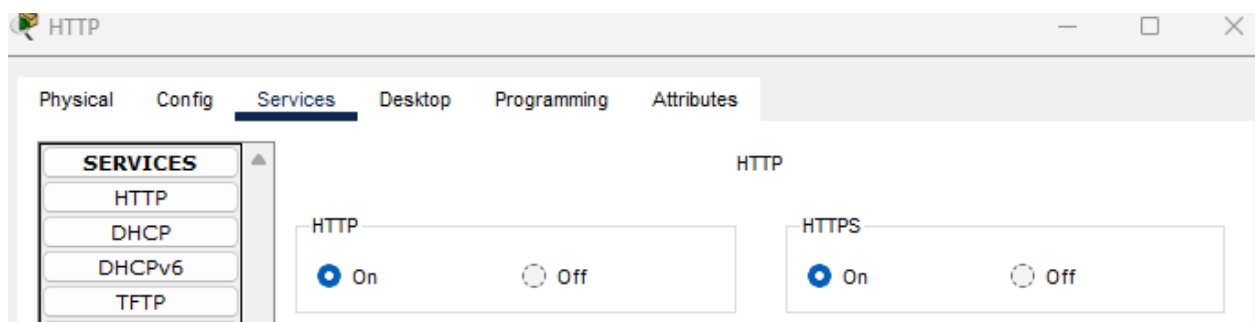 HTTP
Physical Config Services Desktop Programming Attributes
SERVICES
HTTP
DHCP
DHCPv6
TFTP
HTTP
HTTP
On Off
HTTPS
On Off